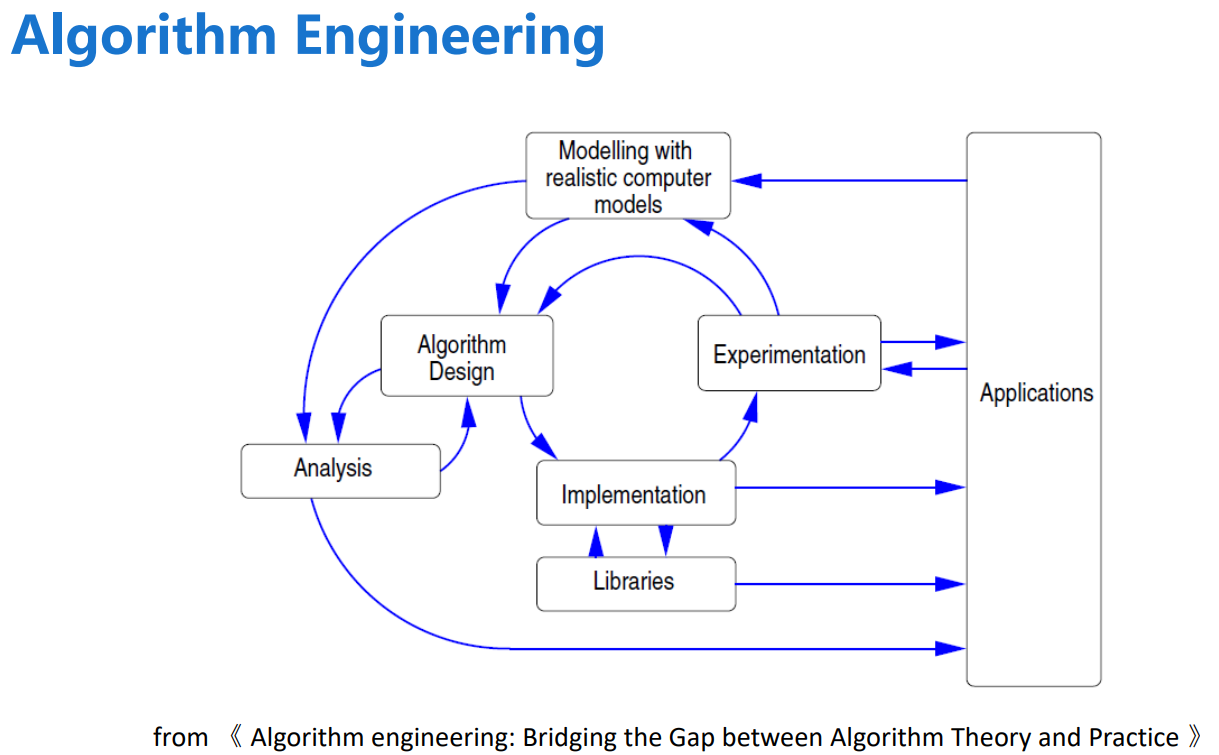 Algorithm Engineering
Modelling with
realistic computer
models
Algorithm
Design
Experimentation
Applications
Analysis
Implementation
Libraries
from 《 Algorithm engineering: Bridging the Gap between Algorithm Theory and Practice 》